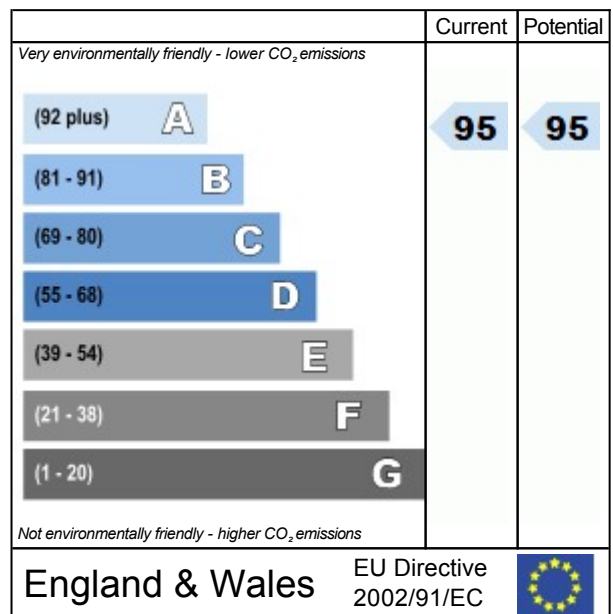 Current Potential
Very environmentally friendly - lower CO₂ emissions
(92 plus) A 95 95
(81 - 91) B
(69 - 80) C
(55 - 68) D
(39 - 54) E
(21 - 38) F
(1 - 20) G
Not environmentally friendly - higher CO₂ emissions
England & Wales
EU Directive
2002/91/EC